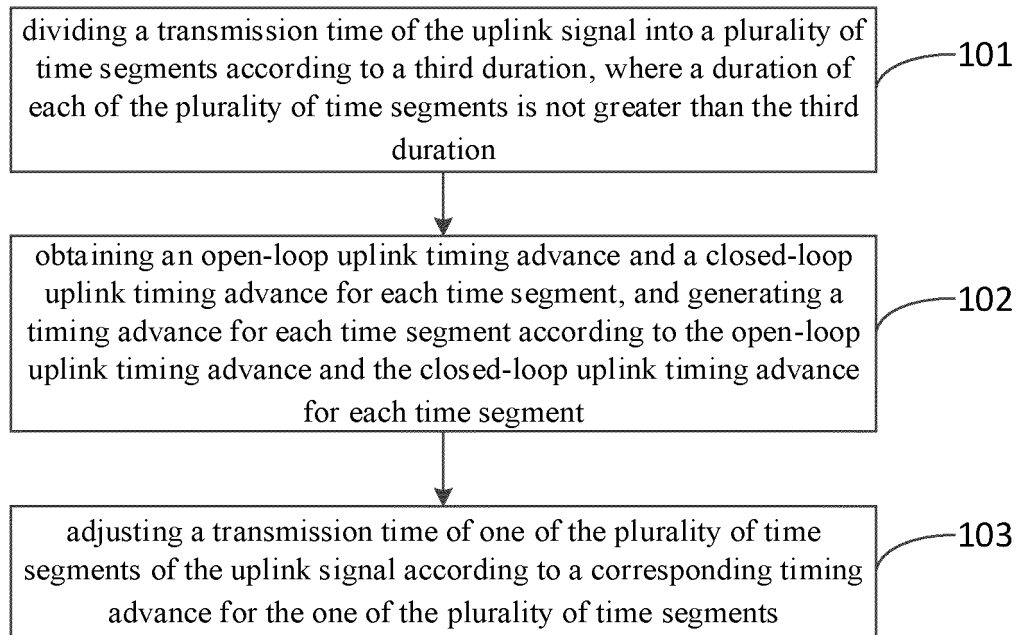 dividing a transmission time of the uplink signal into a plurality of
time segments according to a third duration, where a duration of
each of the plurality of time segments is not greater than the third
duration
101
obtaining an open-loop uplink timing advance and a closed-loop
uplink timing advance for each time segment, and generating a
timing advance for each time segment according to the open-loop
uplink timing advance and the closed-loop uplink timing advance
for each time segment
102
adjusting a transmission time of one of the plurality of time
segments of the uplink signal according to a corresponding timing
advance for the one of the plurality of time segments
103